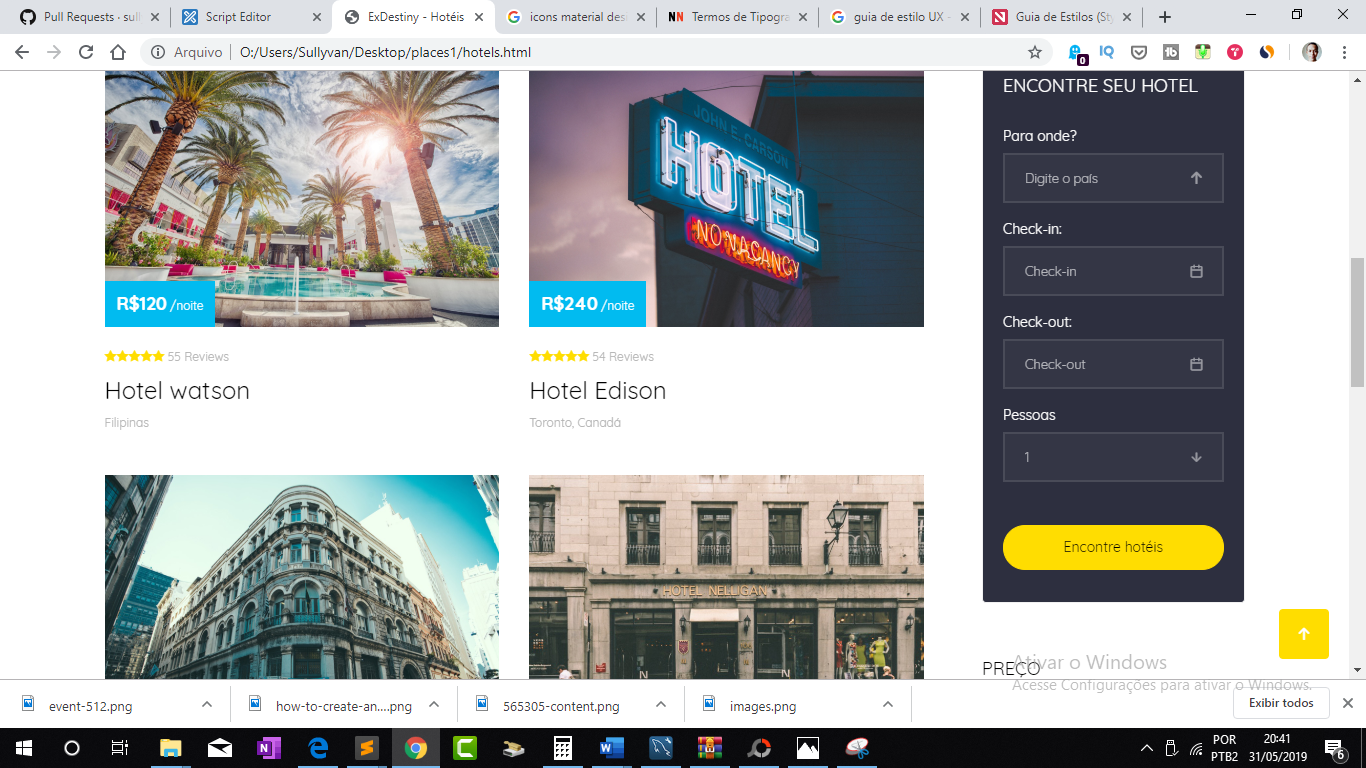 Pull Requests · sull
Script Editor
ExDestiny - Hotéis
icons material des
NN Termos de Tipogra
guia de estilo UX -
N Guia de Estilos (Sty
Arquivo | O:/Users/Sullyvan/Desktop/places1/hotels.html
0
IQ
tb
JOHN E. CARSON
HOTEL
NO VACANCY
R$120 /noite
R$240 /noite
55 Reviews
54 Reviews
Hotel watson
Hotel Edison
Filipinas
Toronto, Canadá
HOTEL NELLIGAN
N
N
ENCONTRE SEU HOTEL
Para onde?
Digite o país
Check-in:
Check-in
Check-out:
Check-out
Pessoas
1
Encontre hotéis
PREÇO
Ativar o Windows
Acesse Configurações para ativar o Windows.
event-512.png
how-to-create-an....png
565305-content.png
images.png
Exibir todos
POR
PTB2
20:41
31/05/2019
6